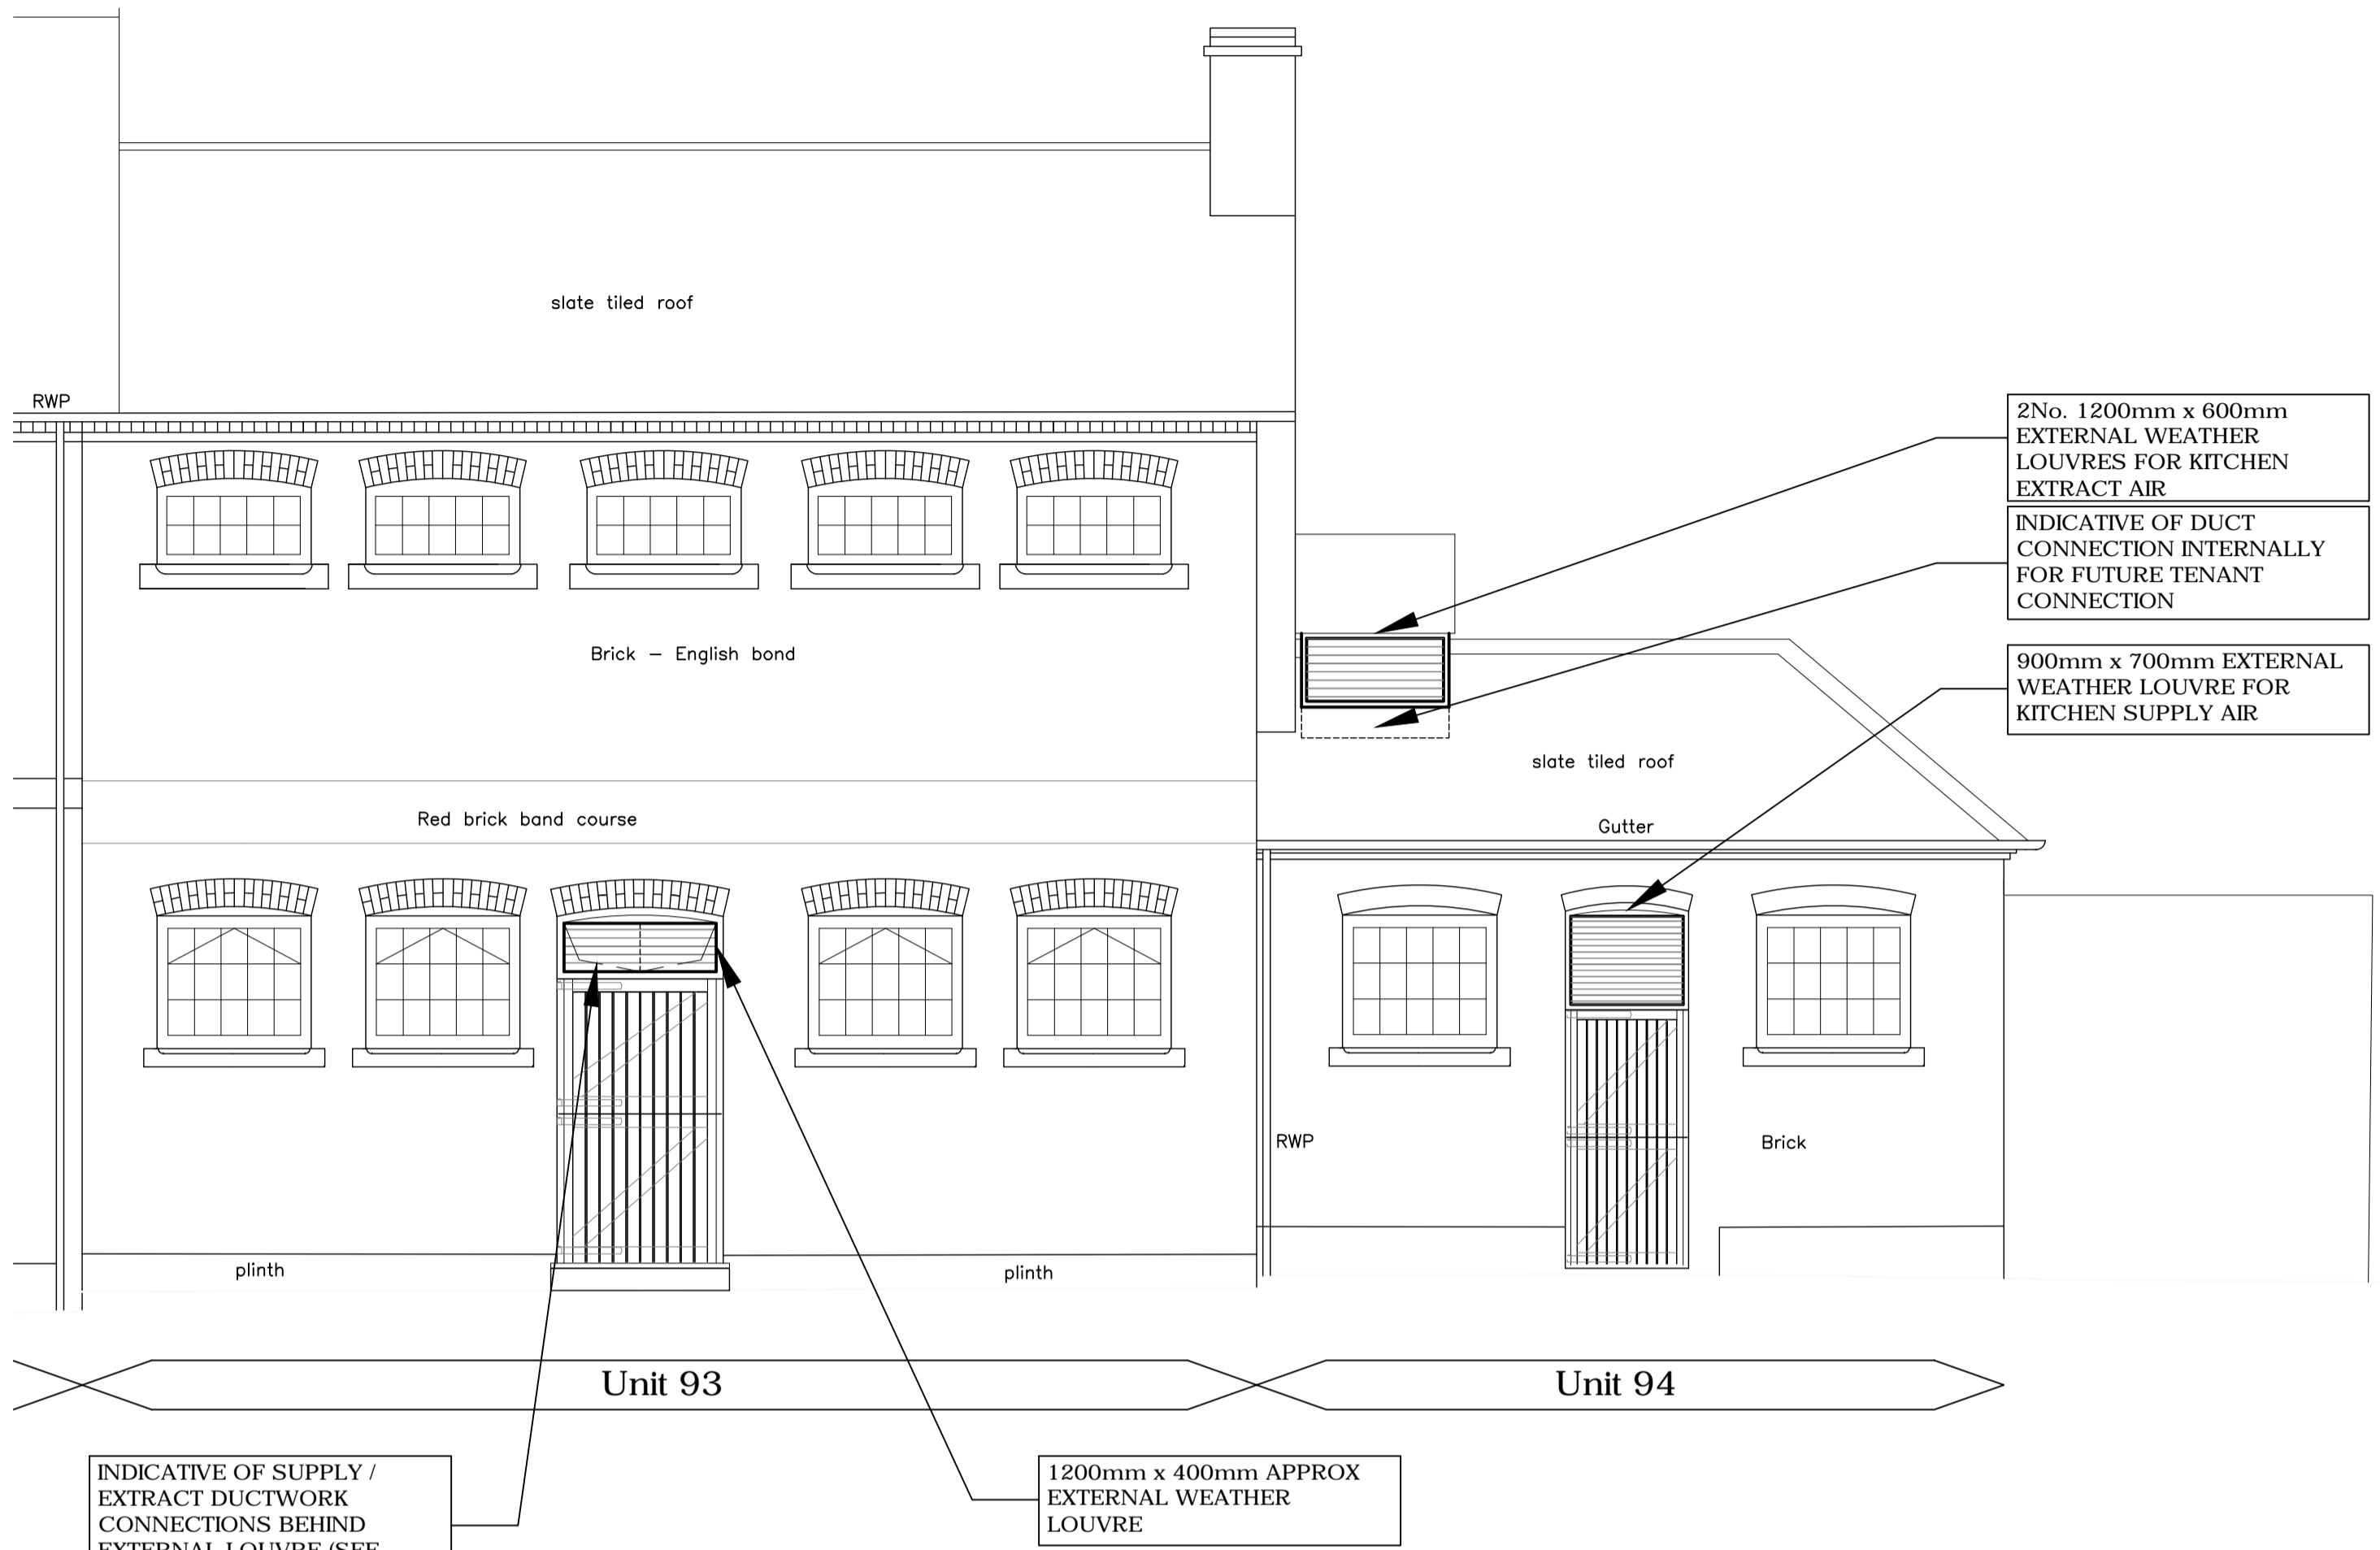 slate tiled roof
RWP
2No. 1200mm x 600mm
EXTERNAL WEATHER
LOUVRES FOR KITCHEN
EXTRACT AIR
INDICATIVE OF DUCT
CONNECTION INTERNALLY
FOR FUTURE TENANT
CONNECTION
Brick – English bond
900mm x 700mm EXTERNAL
WEATHER LOUVRE FOR
KITCHEN SUPPLY AIR
slate tiled roof
Red brick band course
Gutter
RWP
Brick
plinth
plinth
Unit 93
Unit 94
INDICATIVE OF SUPPLY /
EXTRACT DUCTWORK
CONNECTIONS BEHIND
EXTERNAL LOUVRE (SEE
1200mm x 400mm APPROX
EXTERNAL WEATHER
LOUVRE